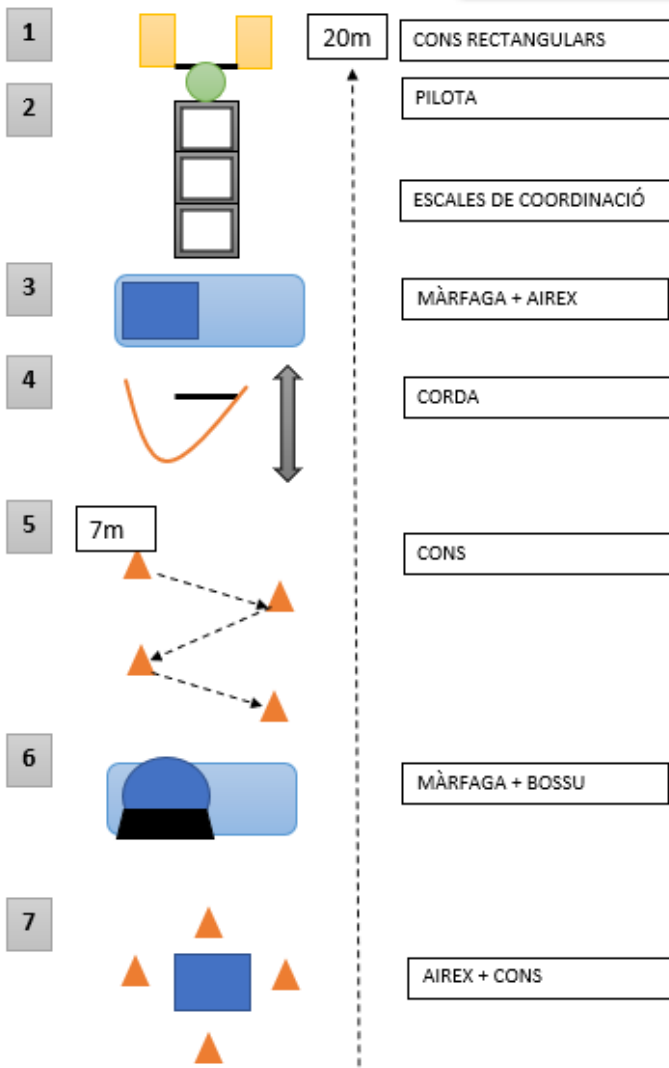 1
20m
CONS RECTANGULARS
2
PILOTA
ESCALES DE COORDINACIÓ
3
MÀRFAGA + AIREX
4
CORDA
5
7m
CONS
6
MÀRFAGA + BOSSU
7
AIREX + CONS